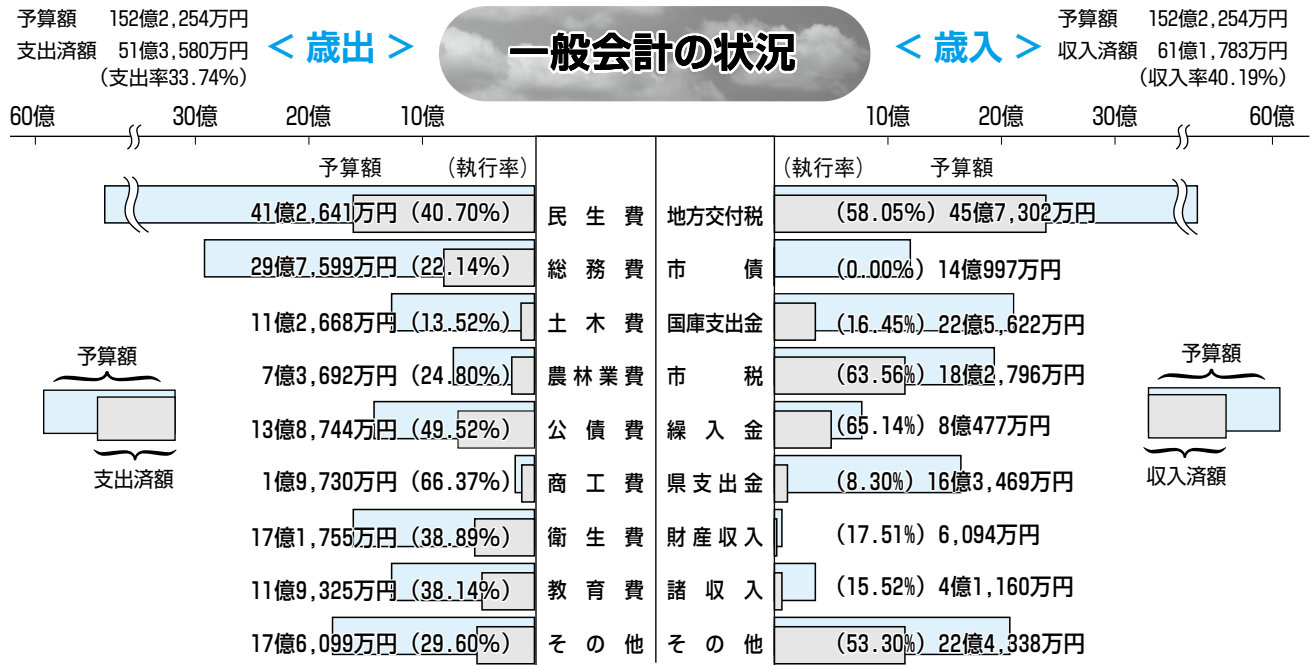 一般会計の状況
＜ 歳出 ＞
予算額 152億2,254万円
支出済額 51億3,580万円
（支出率33.74%）
＜ 歳入 ＞
予算額 152億2,254万円
収入済額 61億1,783万円
（収入率40.19%）
60億 30億 20億 10億 10億 20億 30億 60億
予算額 （執行率） （執行率） 予算額
41億2,641万円（40.70%） 民生費 地方交付税 （58.05%）45億7,302万円
29億7,599万円（22.14%） 総務費 市債 （0.00%）14億997万円
11億2,668万円（13.52%） 土木費 国庫支出金 （16.45%）22億5,622万円
7億3,692万円（24.80%） 農林業費 市税 （63.56%）18億2,796万円
13億8,744万円（49.52%） 公債費 繰入金 （65.14%）8億477万円
1億9,730万円（66.37%） 商工費 県支出金 （8.30%）16億3,469万円
17億1,755万円（38.89%） 衛生費 財産収入 （17.51%）6,094万円
11億9,325万円（38.14%） 教育費 諸収入 （15.52%）4億1,160万円
17億6,099万円（29.60%） その他 その他 （53.30%）22億4,338万円
予算額
支出済額
予算額
収入済額